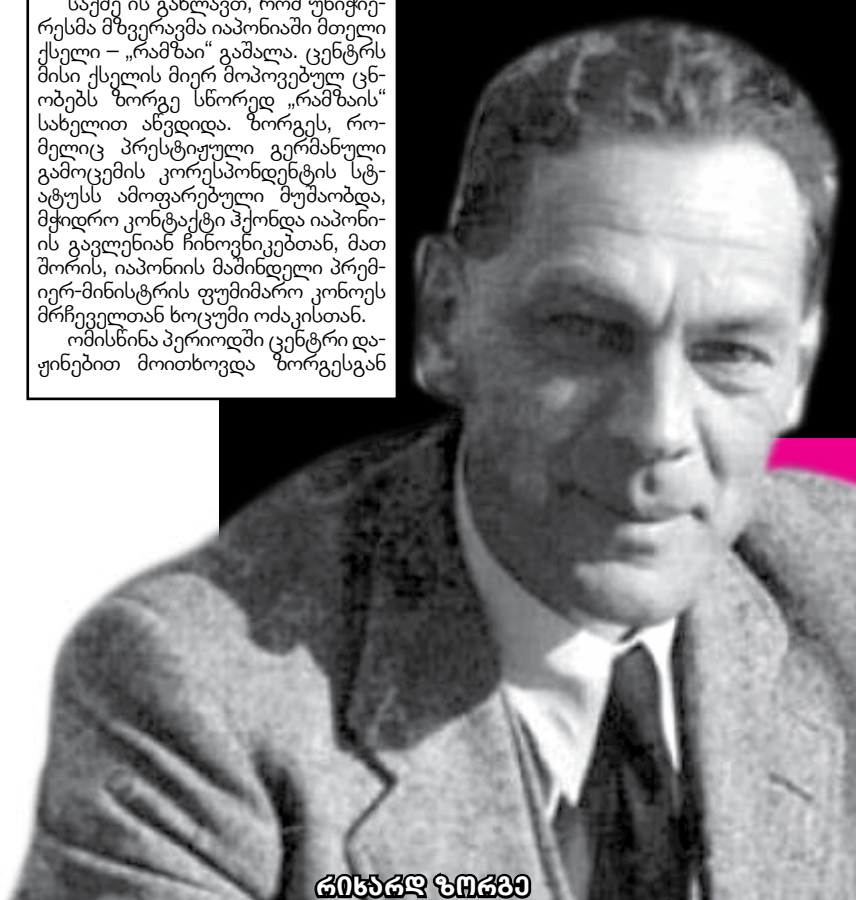 საქმე ის გახლავთ, რომ უნიჭიე-
რესმა მზვერავმა იაპონიაში მთელი
ქსელი – „რამზაი“ გაშალა. ცენტრს
მისი ქსელის მიერ მოპოვებულ ცნ-
ობებს ზორგე სწორედ „რამზაის“
სახელით აწვდიდა. ზორგეს, რო-
მელიც პრესტიჟული გერმანული
გამოცემის კორესპონდენტის სტ-
ატუსს ამოფარებული მუშაობდა,
მჭიდრო კონტაქტი ჰქონდა იაპონი-
ის გავლენიან ჩინოვნიკებთან, მათ
შორის, იაპონიის მაშინდელი პრემ-
იერ-მინისტრის ფუმიმარო კონოეს
მრჩეველთან ხოცუმი ოძაკისთან.
ომისწინა პერიოდში ცენტრი და-
ჟინებით მოითხოვდა ზორგესგან
რიხარდ ზორგე